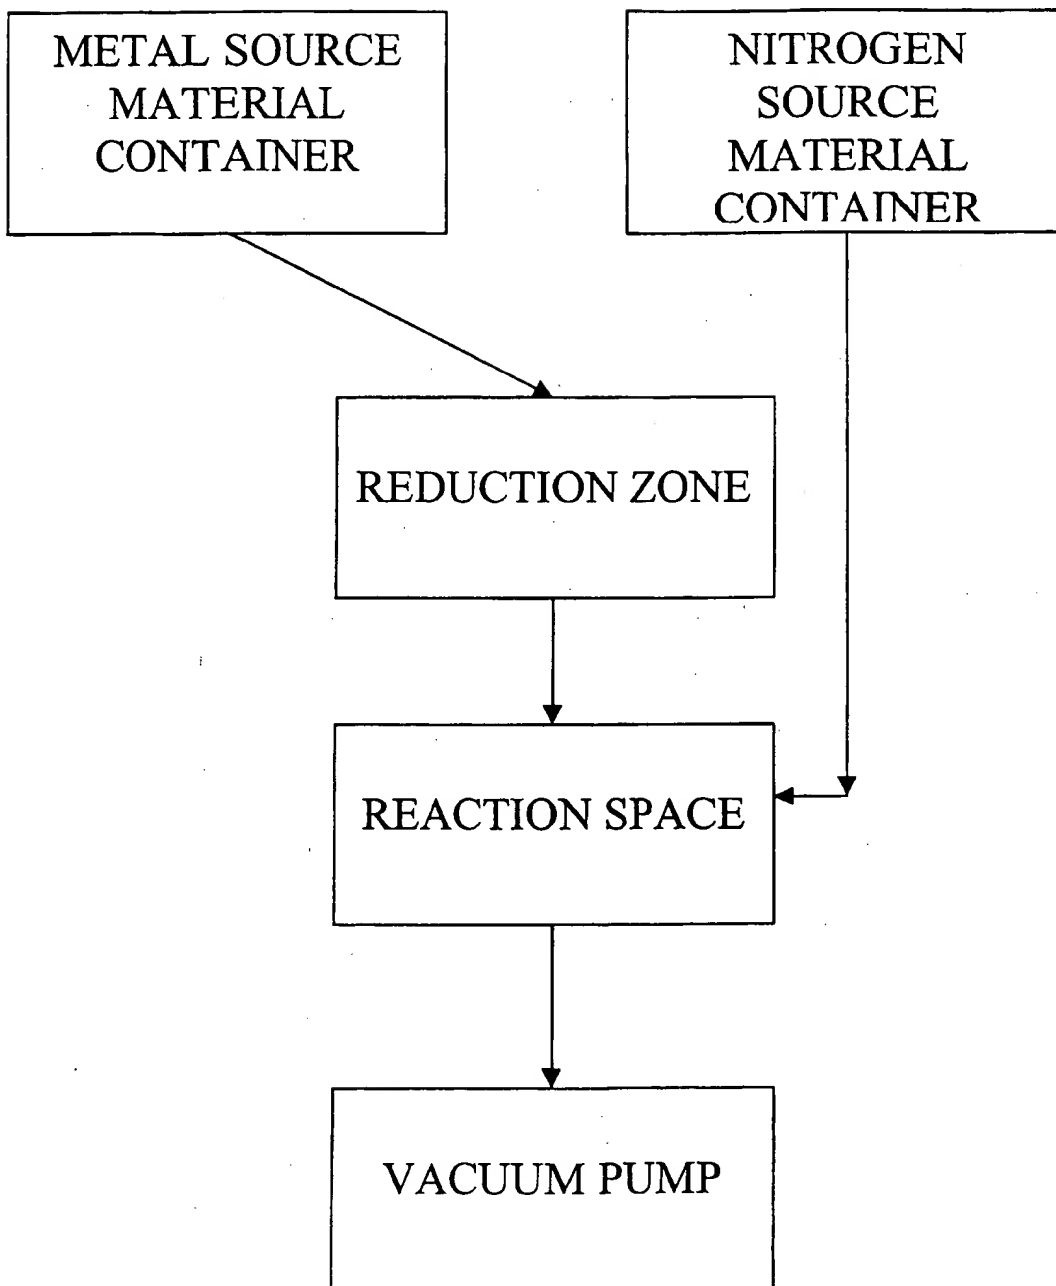 METAL SOURCE
MATERIAL
CONTAINER
NITROGEN
SOURCE
MATERIAL
CONTAINER
REDUCTION ZONE
REACTION SPACE
VACUUM PUMP